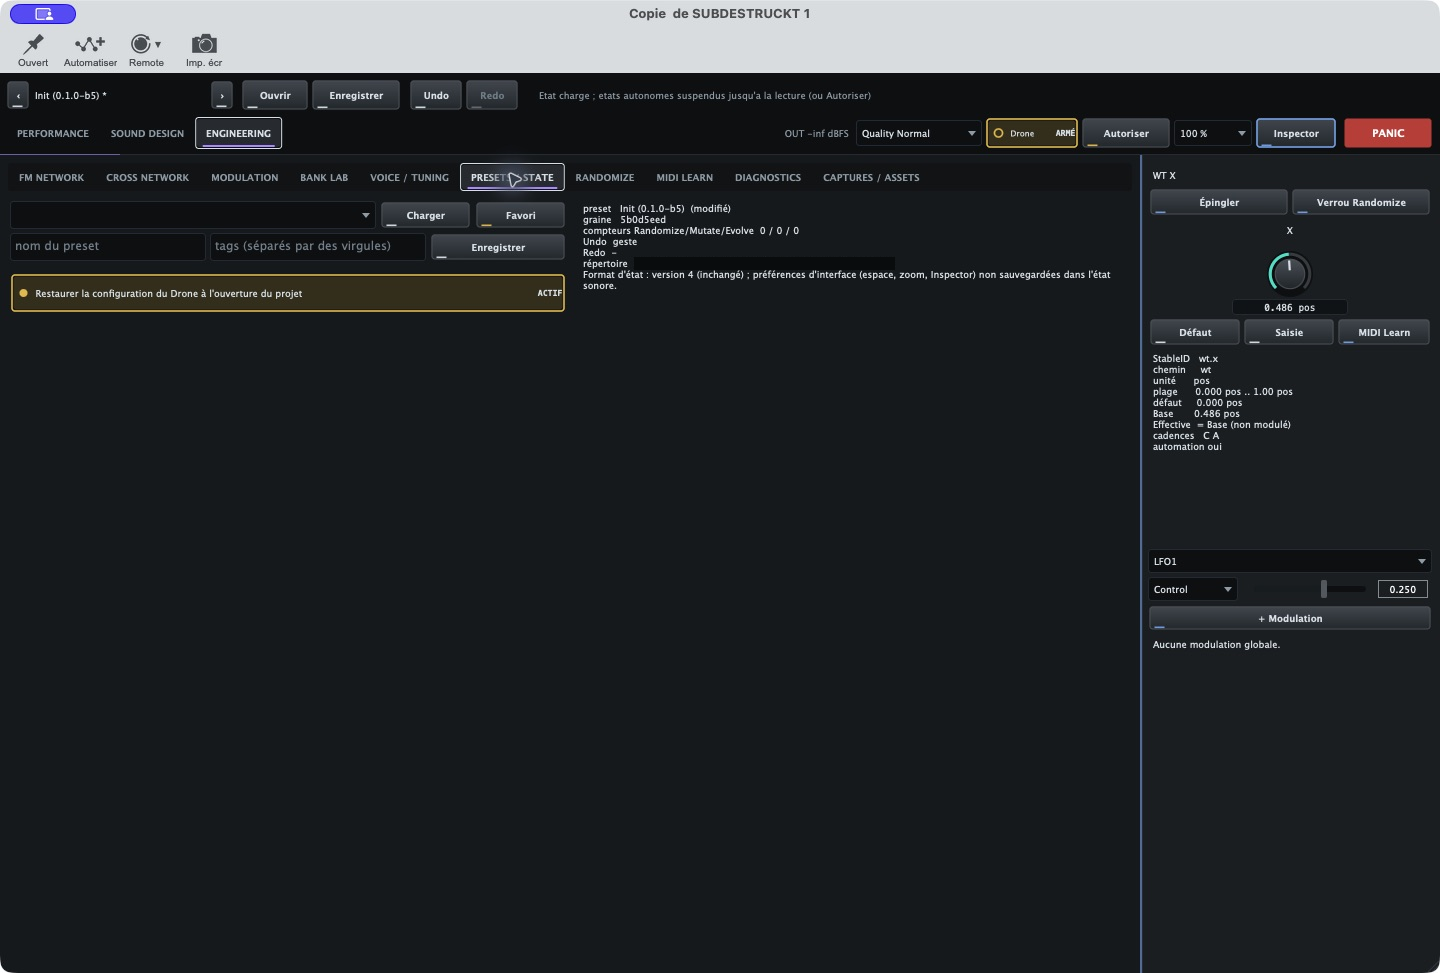 Copie  de SUBDESTRUCKT 1
Ouvert Automatiser Remote Imp. écr
‹ Init (0.1.0-b5) * › Ouvrir Enregistrer Undo Redo Etat charge ; etats autonomes suspendus jusqu'a la lecture (ou Autoriser)
PERFORMANCE SOUND DESIGN ENGINEERING OUT -inf dBFS Quality Normal Drone ARMÉ Autoriser 100 % Inspector PANIC
FM NETWORK CROSS NETWORK MODULATION BANK LAB VOICE / TUNING PRESETS STATE RANDOMIZE MIDI LEARN DIAGNOSTICS CAPTURES / ASSETS
Charger Favori
nom du preset tags (séparés par des virgules) Enregistrer
Restaurer la configuration du Drone à l'ouverture du projet ACTIF
preset Init (0.1.0-b5) (modifié)
graine 5b0d5eed
compteurs Randomize/Mutate/Evolve 0 / 0 / 0
Undo geste
Redo -
répertoire
Format d'état : version 4 (inchangé) ; préférences d'interface (espace, zoom, Inspector) non sauvegardées dans l'état
sonore.
WT X
Épingler Verrou Randomize
X
0.486 pos
Défaut Saisie MIDI Learn
StableID wt.x
chemin wt
unité pos
plage 0.000 pos .. 1.00 pos
défaut 0.000 pos
Base 0.486 pos
Effective = Base (non modulé)
cadences C A
automation oui
LFO1
Control 0.250
+ Modulation
Aucune modulation globale.